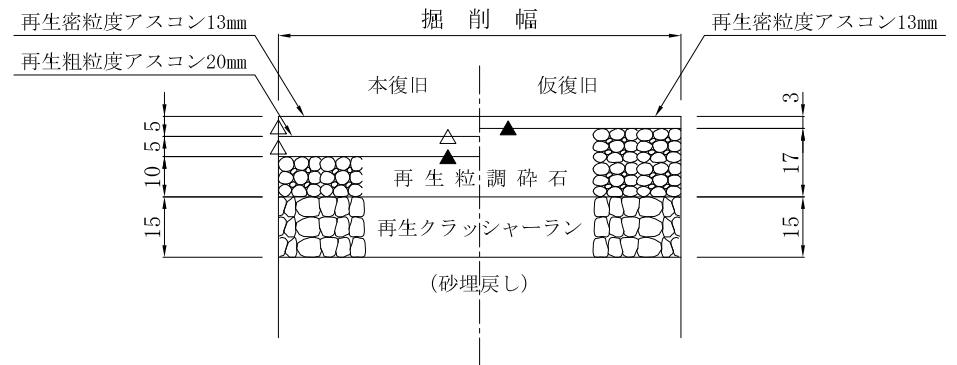 再生密粒度アスコン13mm
掘削幅
再生密粒度アスコン13mm
再生粗粒度アスコン20mm
本復旧
仮復旧
3
5
5
10
17
再生粒調砕石
15
再生クラッシャーラン
15
(砂埋戻し)